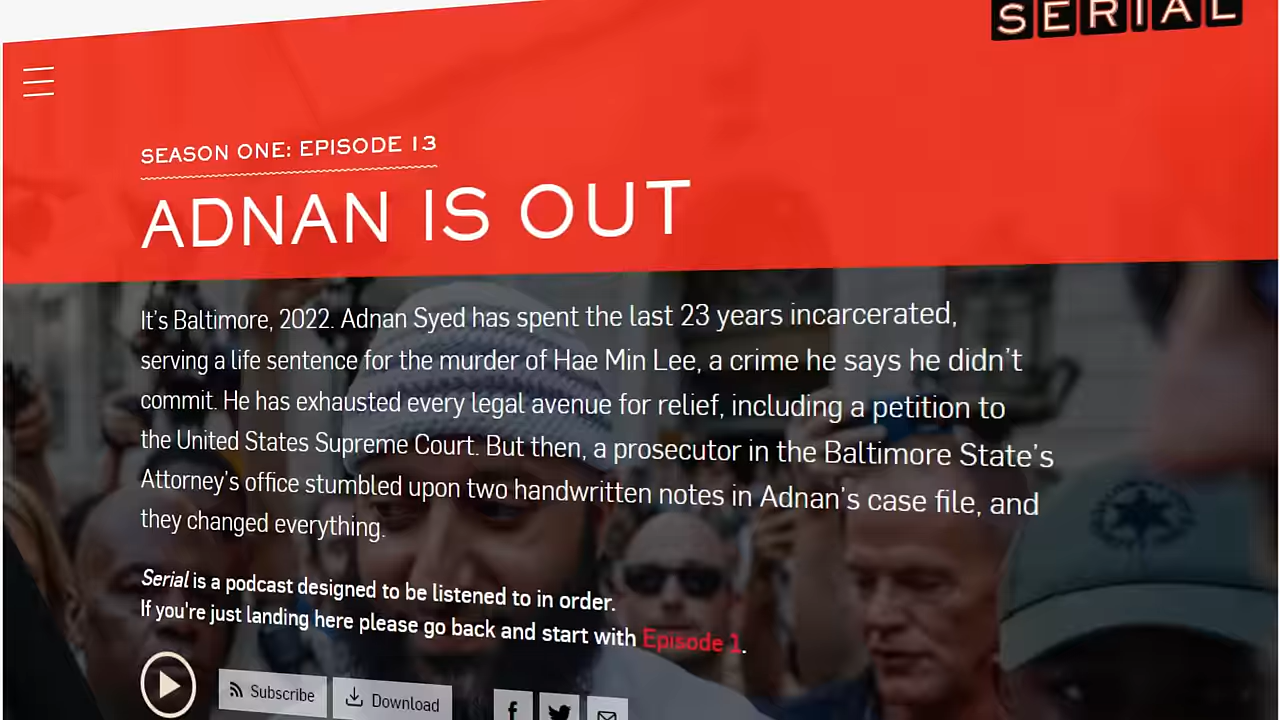 SERIAL
SEASON ONE: EPISODE 13
ADNAN IS OUT
It's Baltimore, 2022. Adnan Syed has spent the last 23 years incarcerated,
serving a life sentence for the murder of Hae Min Lee, a crime he says he didn't
commit. He has exhausted every legal avenue for relief, including a petition to
the United States Supreme Court. But then, a prosecutor in the Baltimore State's
Attorney's office stumbled upon two handwritten notes in Adnan's case file, and
they changed everything.
Serial is a podcast designed to be listened to in order.
If you're just landing here please go back and start with Episode 1.
Subscribe Download